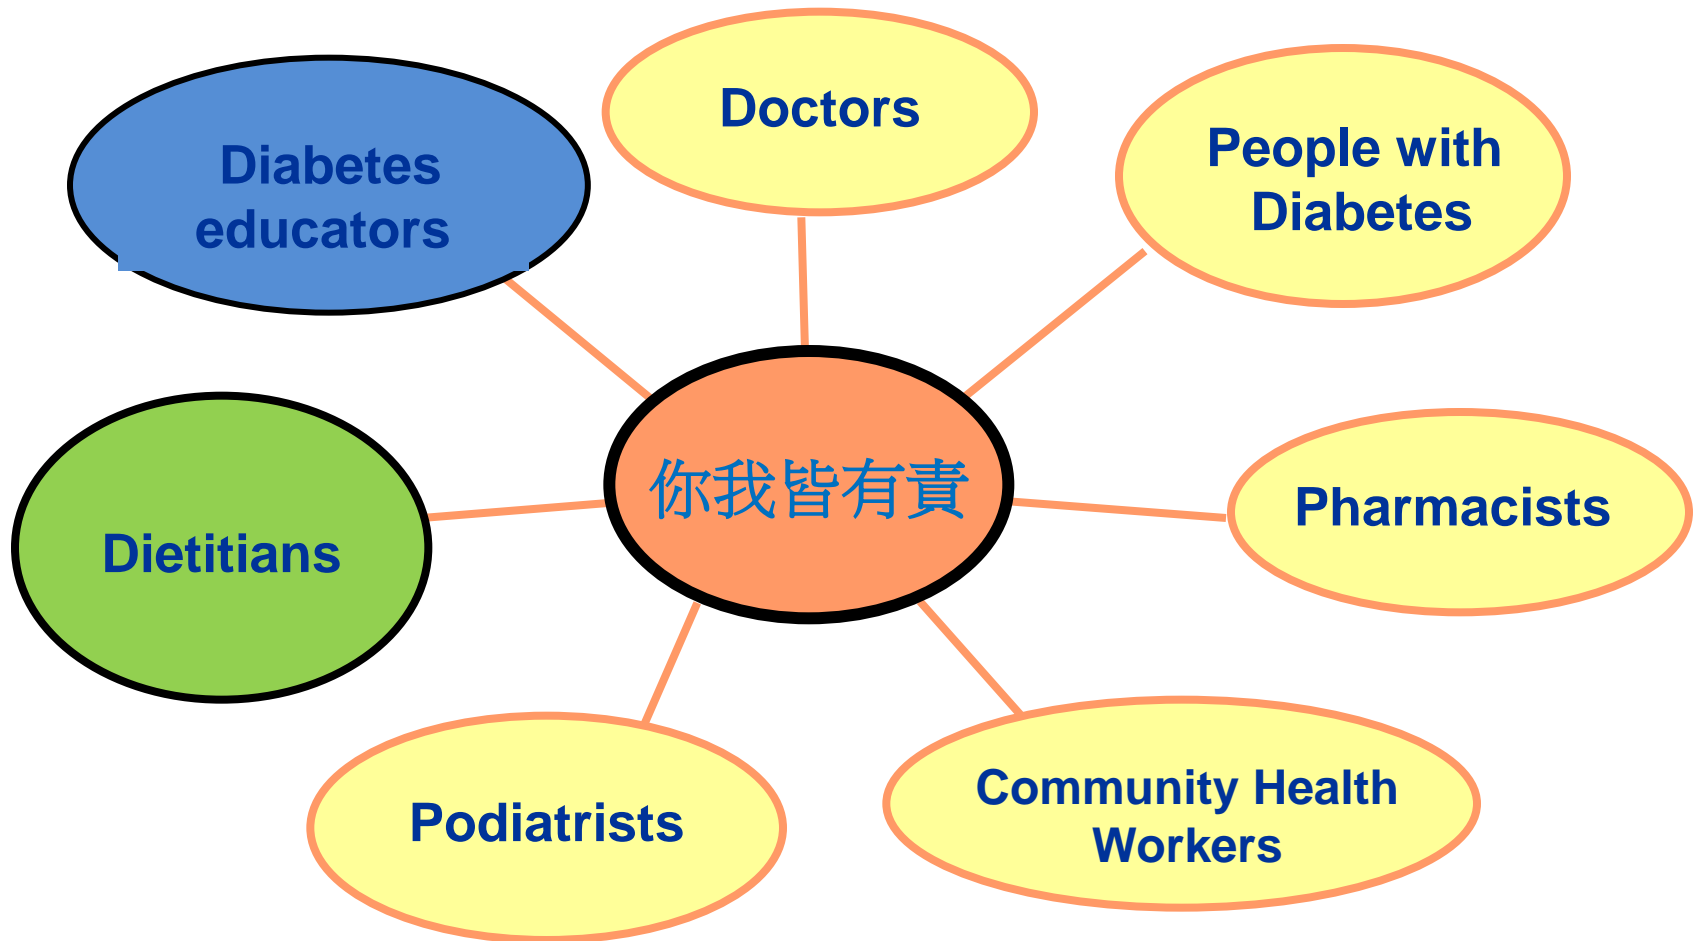 Doctors
People with
Diabetes
Diabetes
educators
你我皆有責
Pharmacists
Dietitians
Community Health
Workers
Podiatrists